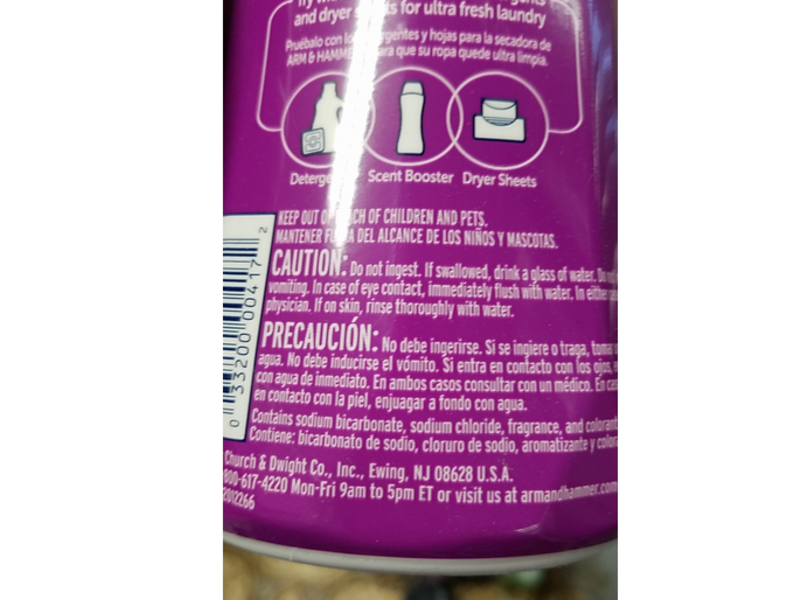 and dryer for ultra fresh laundry
Pruébalo con y hojas para la secadora de
ARM & que su ropa quede ultra limpia.
Scent Booster Dryer Sheets
KEEP OUT OF CHILDREN AND PETS.
MANTENER DEL ALCANCE DE LOS NIÑOS Y MASCOTAS.
CAUTION: Do not ingest. If swallowed, drink a glass of water. Do
vomiting. In case of eye contact, immediately flush with water. In either
physician. If on skin, rinse thoroughly with water.
PRECAUCIÓN: No debe ingerirse. Si se ingiere o traga,
agua. No debe inducirse el vómito. Si entra en contacto con los ojos,
con agua de inmediato. En ambos casos consultar con un médico. En
en contacto con la piel, enjuagar a fondo con agua.
Contains sodium bicarbonate, sodium chloride, fragrance, and
Contiene: bicarbonato de sodio, cloruro de sodio, aromatizante y
Church & Dwight Co., Inc., Ewing, NJ 08628 U.S.A.
800-617-4220 Mon-Fri 9am to 5pm ET or visit us at armandhammer.com
2012266
0 33200 00417 2